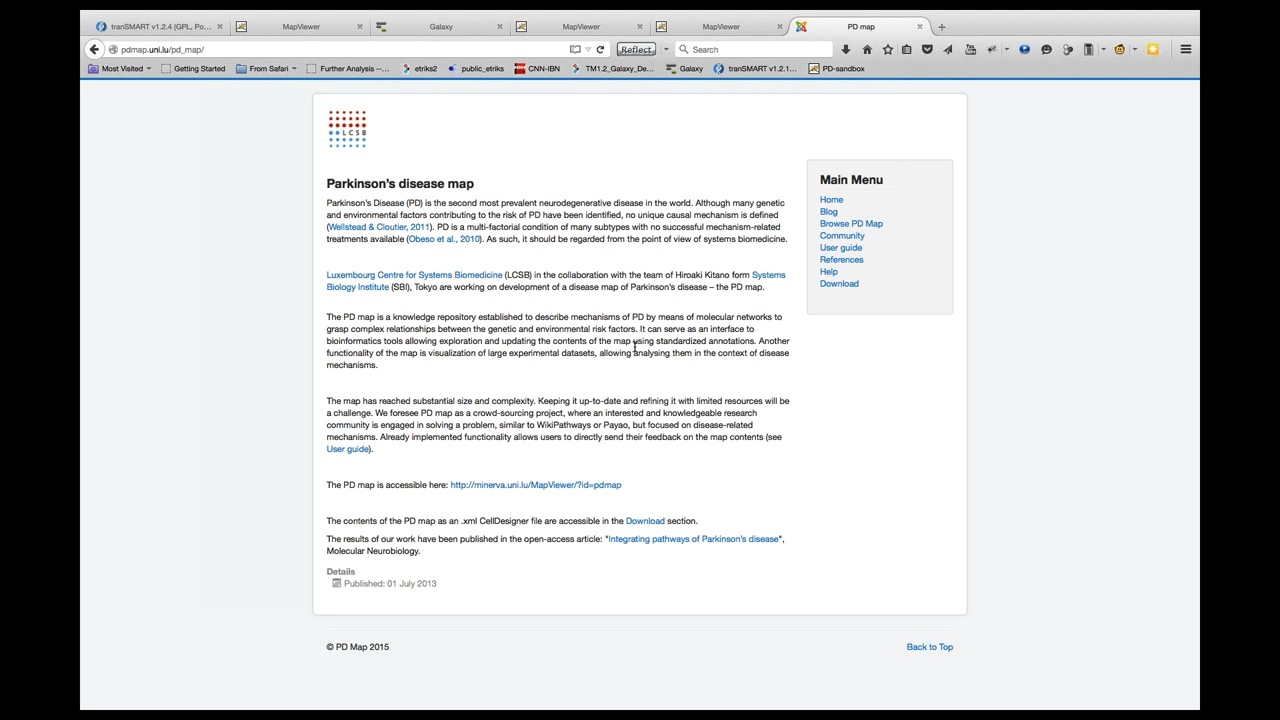 tranSMART v1.2.4 (GPL, Po... × MapViewer × Galaxy × MapViewer × MapViewer × PD map ×
pdmap.uni.lu/pd_map/ Reflect Search
Most Visited Getting Started From Safari Further Analysis --... etriks2 public_etriks CNN-IBN TM1.2_Galaxy_De... Galaxy tranSMART v1.2.1... PD-sandbox
LCSB
Main Menu
Home
Blog
Browse PD Map
Community
User guide
References
Help
Download
Parkinson's disease map
Parkinson's Disease (PD) is the second most prevalent neurodegenerative disease in the world. Although many genetic
and environmental factors contributing to the risk of PD have been identified, no unique causal mechanism is defined
(Wellstead & Cloutier, 2011). PD is a multi-factorial condition of many subtypes with no successful mechanism-related
treatments available (Obeso et al., 2010). As such, it should be regarded from the point of view of systems biomedicine.
Luxembourg Centre for Systems Biomedicine (LCSB) in the collaboration with the team of Hiroaki Kitano form Systems
Biology Institute (SBI), Tokyo are working on development of a disease map of Parkinson's disease – the PD map.
The PD map is a knowledge repository established to describe mechanisms of PD by means of molecular networks to
grasp complex relationships between the genetic and environmental risk factors. It can serve as an interface to
bioinformatics tools allowing exploration and updating the contents of the map using standardized annotations. Another
functionality of the map is visualization of large experimental datasets, allowing analysing them in the context of disease
mechanisms.
The map has reached substantial size and complexity. Keeping it up-to-date and refining it with limited resources will be
a challenge. We foresee PD map as a crowd-sourcing project, where an interested and knowledgeable research
community is engaged in solving a problem, similar to WikiPathways or Payao, but focused on disease-related
mechanisms. Already implemented functionality allows users to directly send their feedback on the map contents (see
User guide).
The PD map is accessible here: http://minerva.uni.lu/MapViewer/?id=pdmap
The contents of the PD map as an .xml CellDesigner file are accessible in the Download section.
The results of our work have been published in the open-access article: "Integrating pathways of Parkinson's disease",
Molecular Neurobiology.
Details
Published: 01 July 2013
© PD Map 2015
Back to Top